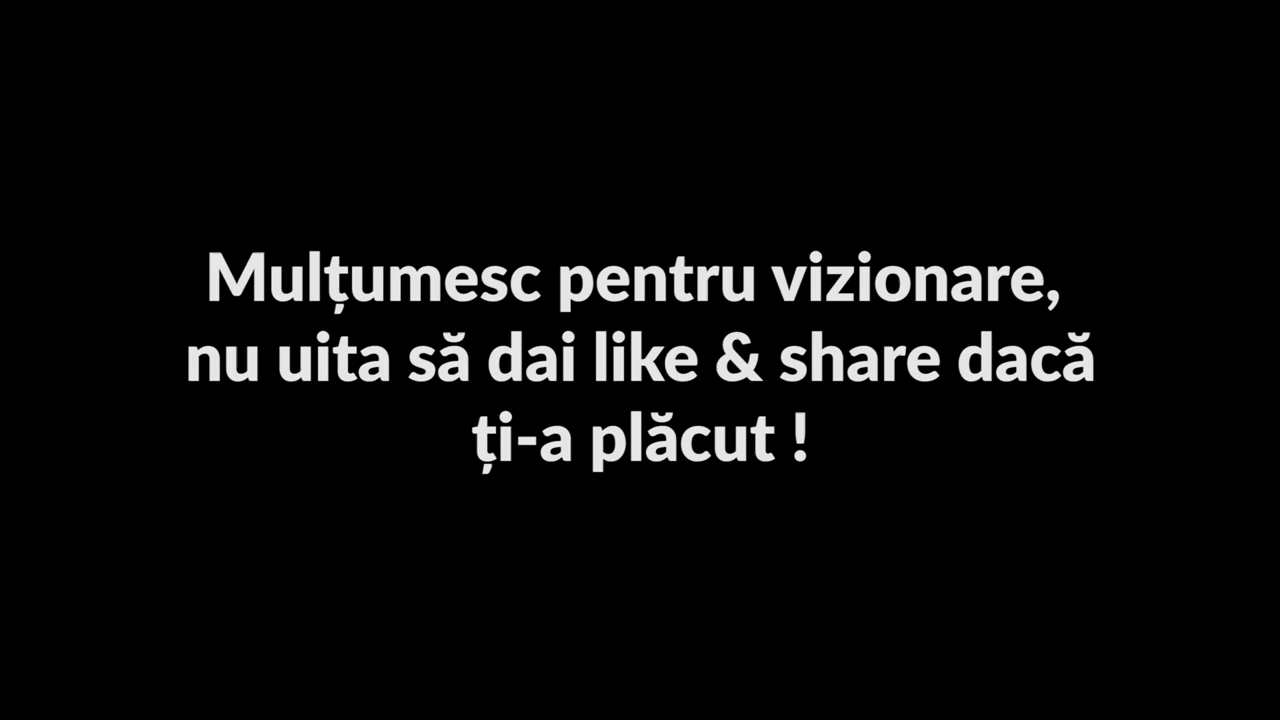 Mulțumesc pentru vizionare,
nu uita să dai like & share dacă
ți-a plăcut !